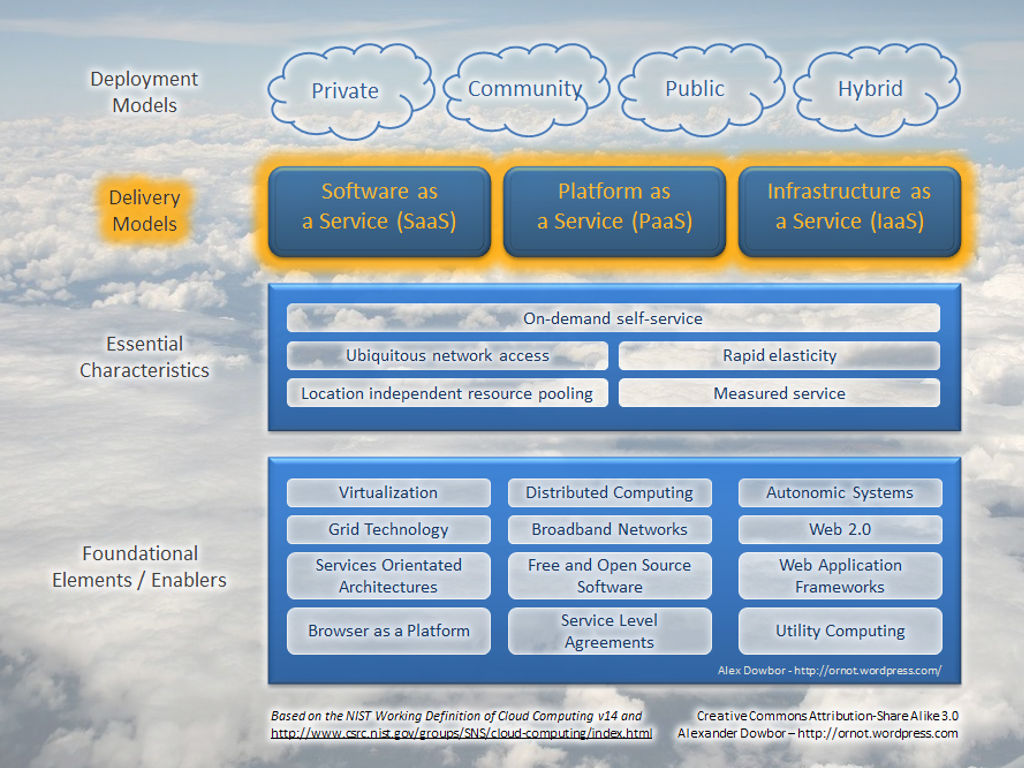 Deployment
Models
Private
Community
Public
Hybrid
Delivery
Models
Software as
a Service (SaaS)
Platform as
a Service (PaaS)
Infrastructure as
a Service (IaaS)
Essential
Characteristics
On-demand self-service
Ubiquitous network access
Rapid elasticity
Location independent resource pooling
Measured service
Foundational
Elements / Enablers
Virtualization
Distributed Computing
Autonomic Systems
Grid Technology
Broadband Networks
Web 2.0
Services Orientated
Architectures
Free and Open Source
Software
Web Application
Frameworks
Browser as a Platform
Service Level
Agreements
Utility Computing
Alex Dowbor - http://ornot.wordpress.com/
Based on the NIST Working Definition of Cloud Computing v14 and
http://www.csrc.nist.gov/groups/SNS/cloud-computing/index.html
Creative Commons Attribution-Share Alike 3.0
Alexander Dowbor – http://ornot.wordpress.com